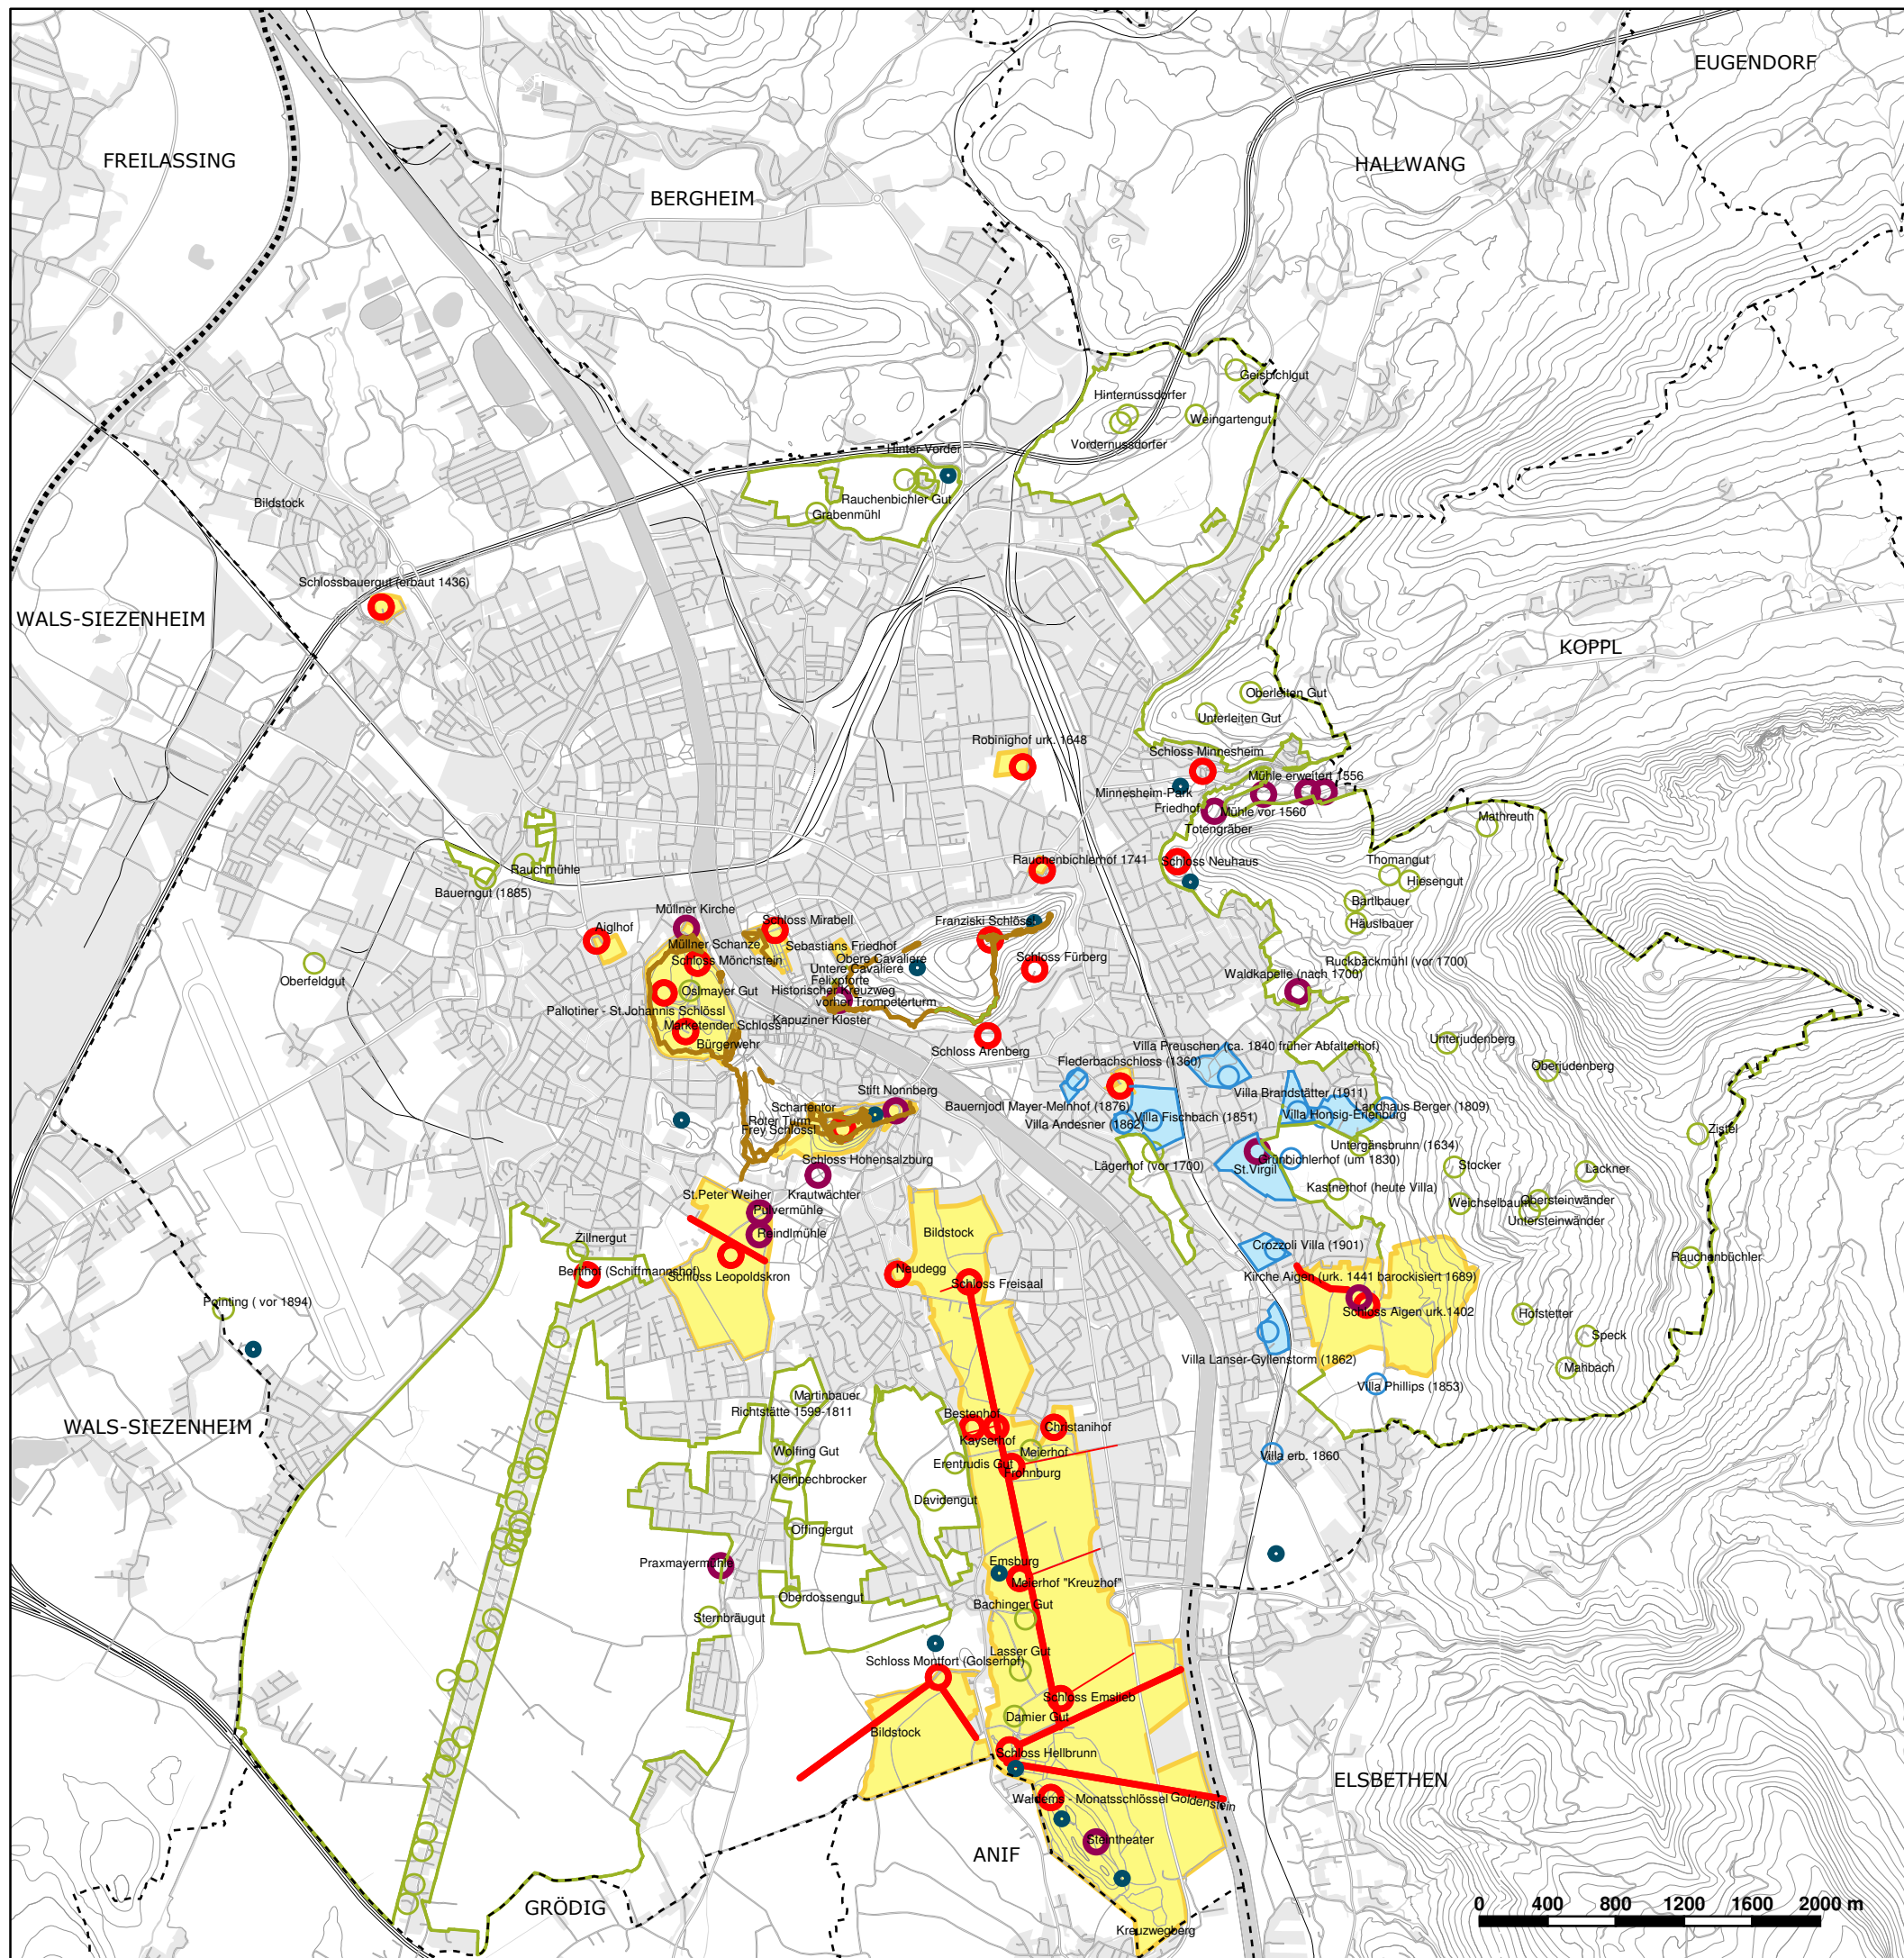 EUGENDORF
FREILASSING
HALLWANG
BERGHEIM
Geisbichlgut
Hinternussdorfer
Weingartengut
Vordernussdorfer
Hinter-Vorder
Bildstock
Rauchenbichler Gut
Grabenmühl
Schlossbauergut (erbaut 1436)
WALS-SIEZENHEIM
KOPPL
Oberleiten Gut
Unterleiten Gut
Robinighof urk. 1648
Schloss Minnesheim
Mühle erweitert 1556
Minnesheim-Park
Friedhof
Mühle vor 1560
Totengräber
Mathreuth
Rauchenbichlerhof 1741
Schloss Neuhaus
Thomangut
Rauchmühle
Hiesengut
Bauerngut (1885)
Bartlbauer
Müllner Kirche
Häuslbauer
Aiglhof
Schloss Mirabell
Franziski Schlössl
Müllner Schanze
Sebastians Friedhof
Schloss Mönchstein
Obere Cavaliere
Schloss Fürberg
Ruckbäckmühl (vor 1700)
Untere Cavaliere
Waldkapelle (nach 1700)
Oberfeldgut
Felixpforte
Oslmayer Gut
Historischer Kreuzweg
vorher Trompeterturm
Pallotiner - St.Johannis Schlössl
Kapuziner Kloster
Marketender Schloss
Bürgerwehr
Schloss Arenberg
Unterjudenberg
Villa Preuschen (ca. 1840 früher Abfalterhof)
Flederbachschloss (1360)
Oberjudenberg
Stift Nonnberg
Villa Brandstätter (1911)
Schartentor
Bauernjodl Mayer-Melnhof (1876)
Landhaus Berger (1809)
Villa Honsig-Erlenburg
Roter Turm
Villa Fischbach (1851)
Villa Andesner (1862)
Frey Schlössl
Zistel
Untergänsbrunn (1634)
Schloss Hohensalzburg
Grünbichlerhof (um 1830)
Lägerhof (vor 1700)
St.Virgil
Stocker
Lackner
Krautwächter
Kastnerhof (heute Villa)
St.Peter Weiher
Weichselbaum
Obersteinwänder
Pulvermühle
Untersteinwänder
Bildstock
Reindlmühle
Zillnergut
Crozzoli Villa (1901)
Rauchenbüchler
Berthof (Schiffmannshof)
Schloss Leopoldskron
Neudegg
Kirche Aigen (urk. 1441 barockisiert 1689)
Schloss Freisaal
Pointing ( vor 1894)
Schloss Aigen urk.1402
Hofstetter
Speck
Villa Lanser-Gyllenstorm (1862)
Mahbach
Villa Phillips (1853)
Martinbauer
Richtstätte 1599-1811
Bestenhof
WALS-SIEZENHEIM
Christanihof
Kayserhof
Wolfing Gut
Meierhof
Villa erb. 1860
Erentrudis Gut
Kleinpechbrocker
Frohnburg
Davidengut
Offingergut
Praxmayermühle
Emsburg
Meierhof "Kreuzhof"
Oberdossengut
Bachinger Gut
Sternbräugut
Lasser Gut
Schloss Montfort (Golserhof)
Schloss Emslieb
Damier Gut
Bildstock
Schloss Hellbrunn
ELSBETHEN
Waldems - Monatsschlössel
Goldenstein
Steintheater
ANIF
GRÖDIG
0 400 800 1200 1600 2000 m
Kreuzwegberg